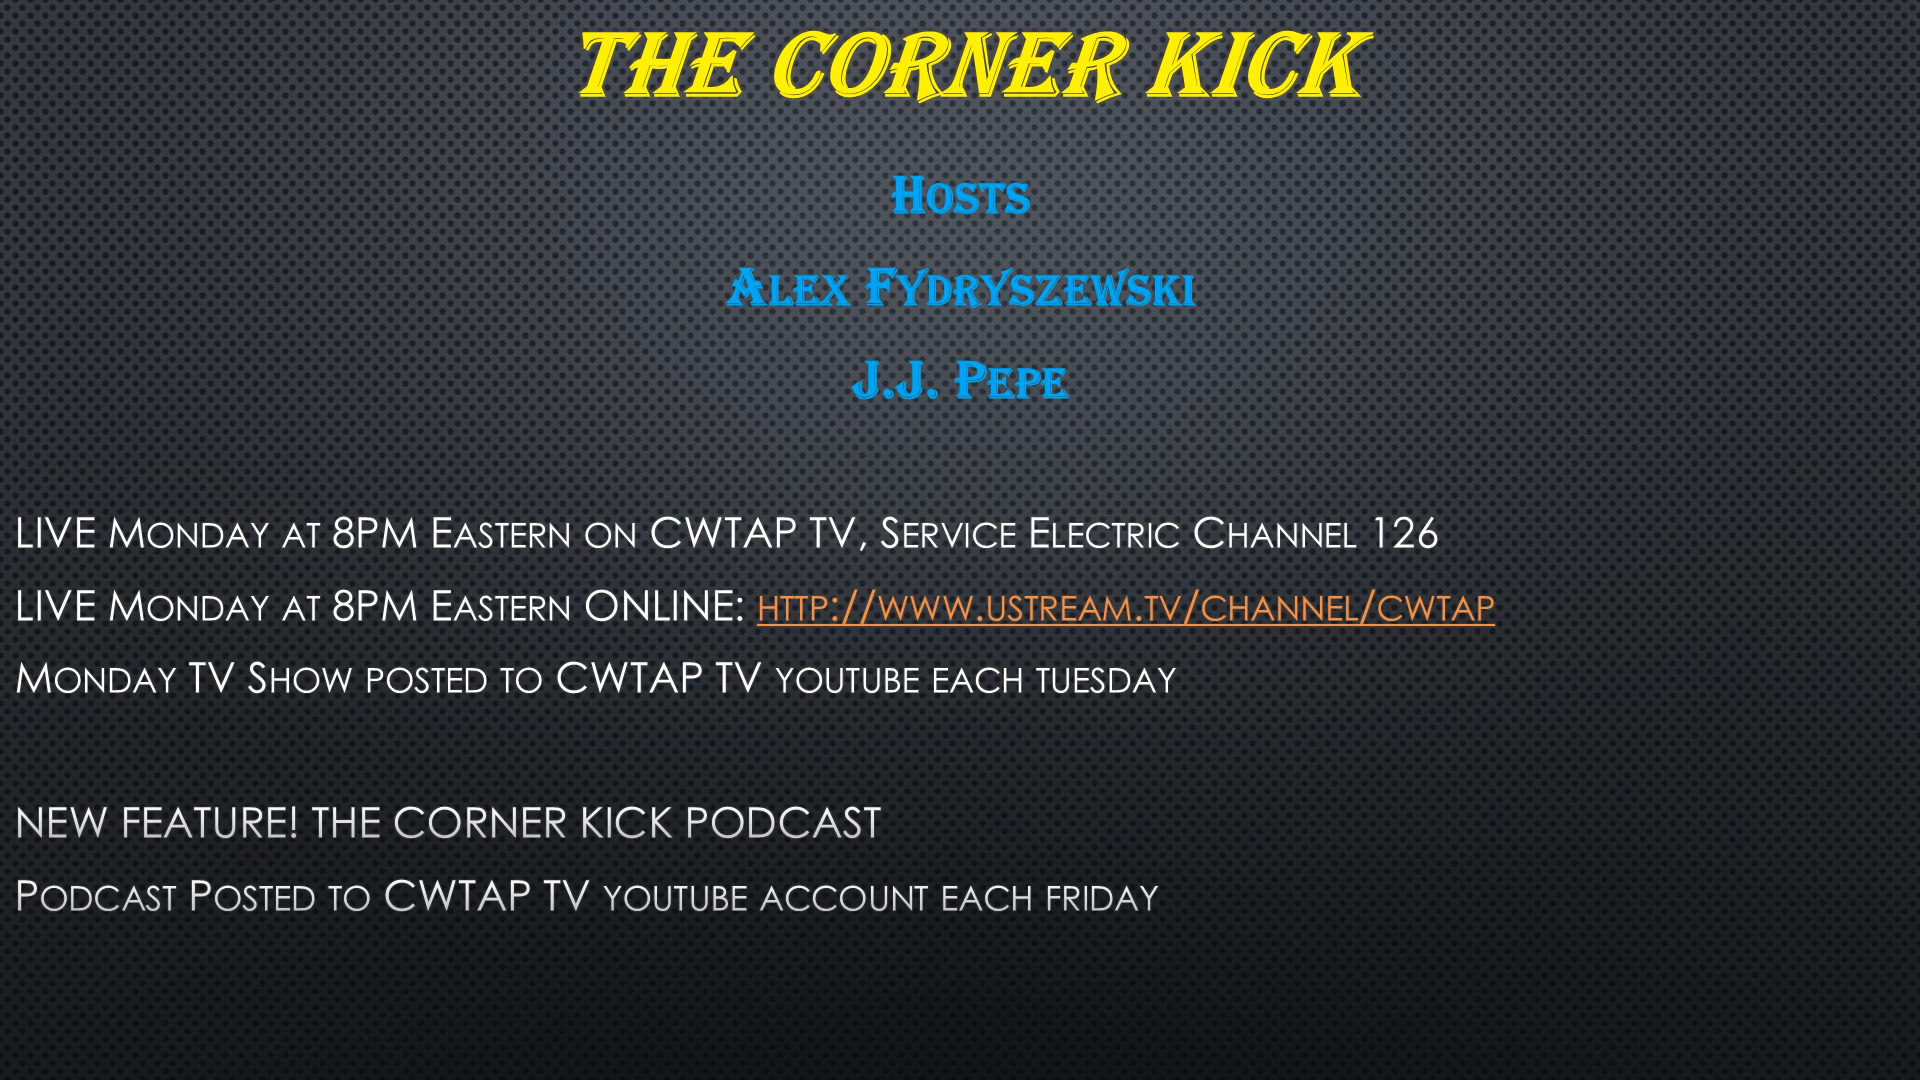 THE CORNER KICK
Hosts
Alex Fydryszewski
J.J. Pepe
LIVE Monday at 8PM Eastern on CWTAP TV, Service Electric Channel 126
LIVE Monday at 8PM Eastern ONLINE: http://www.ustream.tv/channel/cwtap
Monday TV Show posted to CWTAP TV youtube each tuesday
NEW FEATURE! THE CORNER KICK PODCAST
Podcast Posted to CWTAP TV youtube account each friday